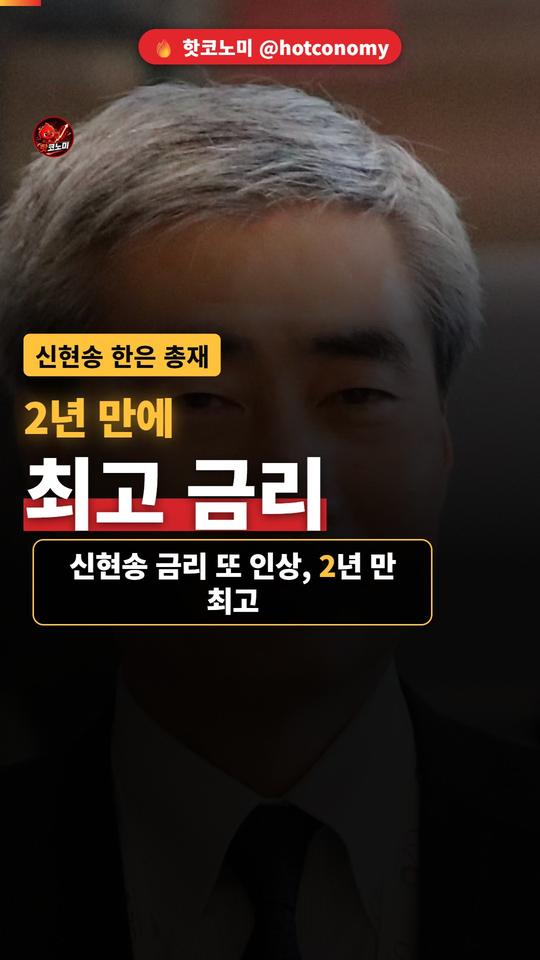 🔥 핫코노미 @hotconomy
핫코노미
신현송 한은 총재
2년 만에
최고 금리
신현송 금리 또 인상, 2년 만
최고